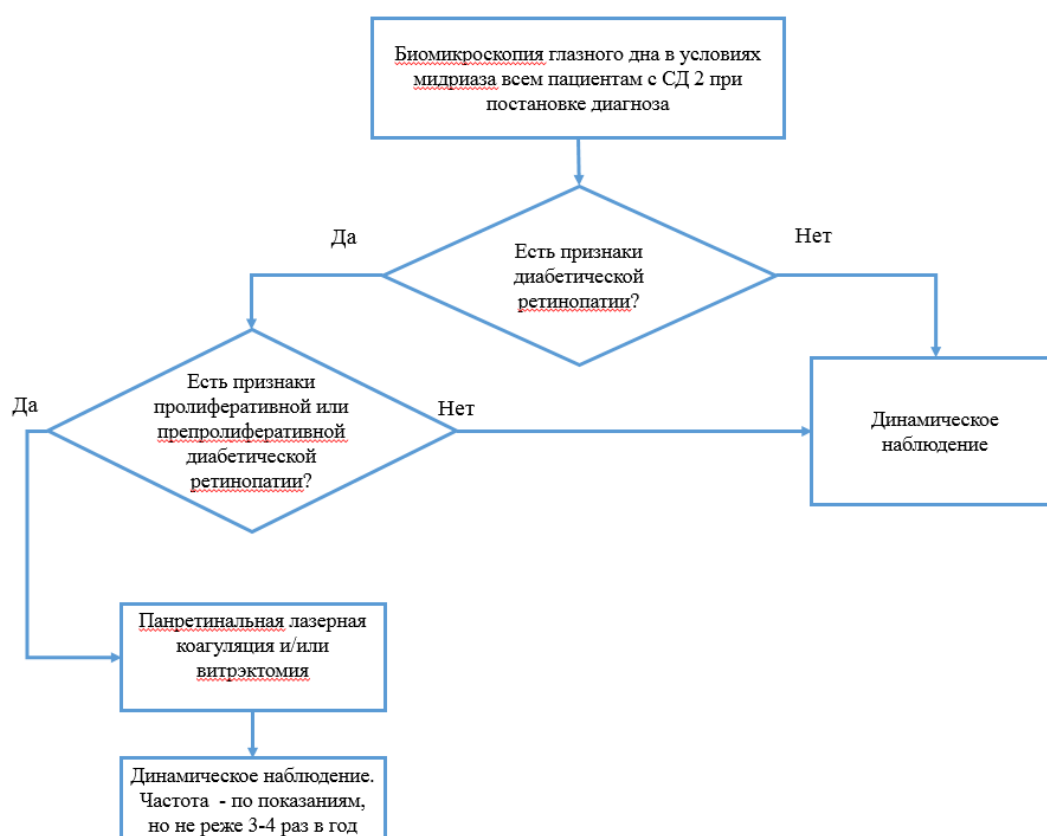 Биомикроскопия глазного дна в условиях
мидриаза всем пациентам с СД 2 при
постановке диагноза
Да
Нет
Есть признаки
диабетической
ретинопатии?
Да
Есть признаки
пролиферативной или
препролиферативной
диабетической
ретинопатии?
Нет
Динамическое
наблюдение
Панретинальная лазерная
коагуляция и/или
витрэктомия
Динамическое наблюдение.
Частота - по показаниям,
но не реже 3-4 раз в год